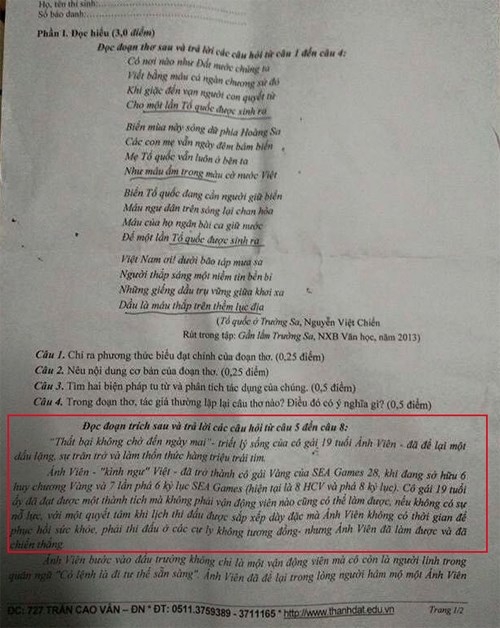 Họ, tên thí sinh:
Số báo danh:
Phần I. Đọc hiểu (3,0 điểm)
Đọc đoạn thơ sau và trả lời các câu hỏi từ câu 1 đến câu 4:
Có nơi nào như Đất nước chúng ta
Viết bằng máu cả ngàn chương sử đỏ
Khi giặc đến vạn người con quyết tử
Cho một lần Tổ quốc được sinh ra
Biển mùa này sóng dữ phía Hoàng Sa
Các con mẹ vẫn ngày đêm bám biển
Mẹ Tổ quốc vẫn luôn ở bên ta
Như máu ấm trong màu cờ nước Việt
Biển Tổ quốc đang cần người giữ biển
Máu ngư dân trên sóng lại chan hòa
Máu của họ ngân bài ca giữ nước
Để một lần Tổ quốc được sinh ra
Việt Nam ơi! dưới bão táp mưa sa
Người thắp sáng một niềm tin bền bỉ
Những giếng dầu trụ vững giữa khơi xa
Dầu là máu thắp trên thềm lục địa
(Tổ quốc ở Trường Sa, Nguyễn Việt Chiến
Rút trong tập: Gần lắm Trường Sa, NXB Văn học, năm 2013)
Câu 1. Chỉ ra phương thức biểu đạt chính của đoạn thơ. (0,25 điểm)
Câu 2. Nêu nội dung cơ bản của đoạn thơ. (0,25 điểm)
Câu 3. Tìm hai biện pháp tu từ và phân tích tác dụng của chúng. (0,5 điểm)
Câu 4. Trong đoạn thơ, tác giả thường lặp lại câu thơ nào? Điều đó có ý nghĩa gì? (0,5 điểm)
Đọc đoạn trích sau và trả lời các câu hỏi từ câu 5 đến câu 8:
"Thất bại không chờ đến ngày mai"- triết lý sống của cô gái 19 tuổi Ánh Viên - đã để lại một
dấu lặng, sự trăn trở và làm thổn thức hàng triệu trái tim.
Ánh Viên - "kình ngư" Việt - đã trở thành cô gái Vàng của SEA Games 28, khi đang sở hữu 6
huy chương Vàng và 7 lần phá 6 kỷ lục SEA Games (hiện tại là 8 HCV và phá 8 kỷ lục). Cô gái 19 tuổi
ấy đã đạt được một thành tích mà không phải vận động viên nào cũng có thể làm được, nếu không có sự
nỗ lực, với một quyết tâm khi lịch thi đấu được sắp xếp dày đặc mà Ánh Viên không có thời gian để
phục hồi sức khỏe, phải thi đấu ở các cự ly không tương đồng- nhưng Ánh Viên đã làm được và đã
chiến thắng.
Ánh Viên bước vào đấu trường không chỉ là một vận động viên mà cô còn là người lính trong
quân ngũ "Có lệnh là đi tư thế sẵn sàng". Ánh Viên đã để lại trong lòng người hâm mộ một Ánh Viên
ĐC: 727 TRẦN CAO VÂN – ĐN * ĐT: 0511.3759389 - 3711165 * http://www.thanhdat.edu.vn Trang 1/2